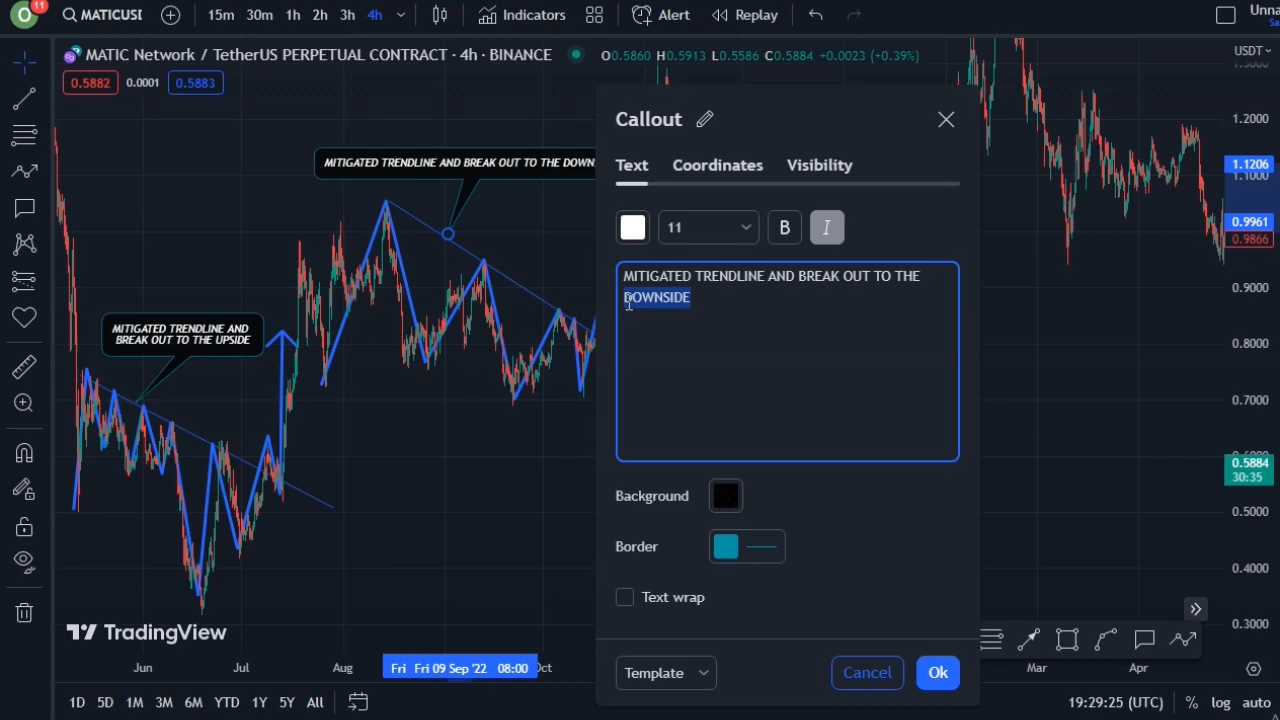 11
MATICUSI
15m 30m 1h 2h 3h 4h
Indicators
Alert
Replay
Unna
Sa
MATIC Network / TetherUS PERPETUAL CONTRACT · 4h · BINANCE
O0.5860 H0.5913 L0.5586 C0.5884 +0.0023 (+0.39%)
USDT
0.5882 0.0001 0.5883
Callout
Text Coordinates Visibility
11 B I
MITIGATED TRENDLINE AND BREAK OUT TO THE
DOWNSIDE
Background
Border
Text wrap
Template Cancel Ok
MITIGATED TRENDLINE AND BREAK OUT TO THE DOWN
MITIGATED TRENDLINE AND
BREAK OUT TO THE UPSIDE
TradingView
1.3000
1.2000
1.1206
1.1000
0.9961
0.9866
0.9000
0.8000
0.7000
0.5884
30:35
0.5000
0.4000
0.3000
Jun Jul Aug Fri Fri 09 Sep '22 08:00 Oct Mar Apr
1D 5D 1M 3M 6M YTD 1Y 5Y All
19:29:25 (UTC) % log auto